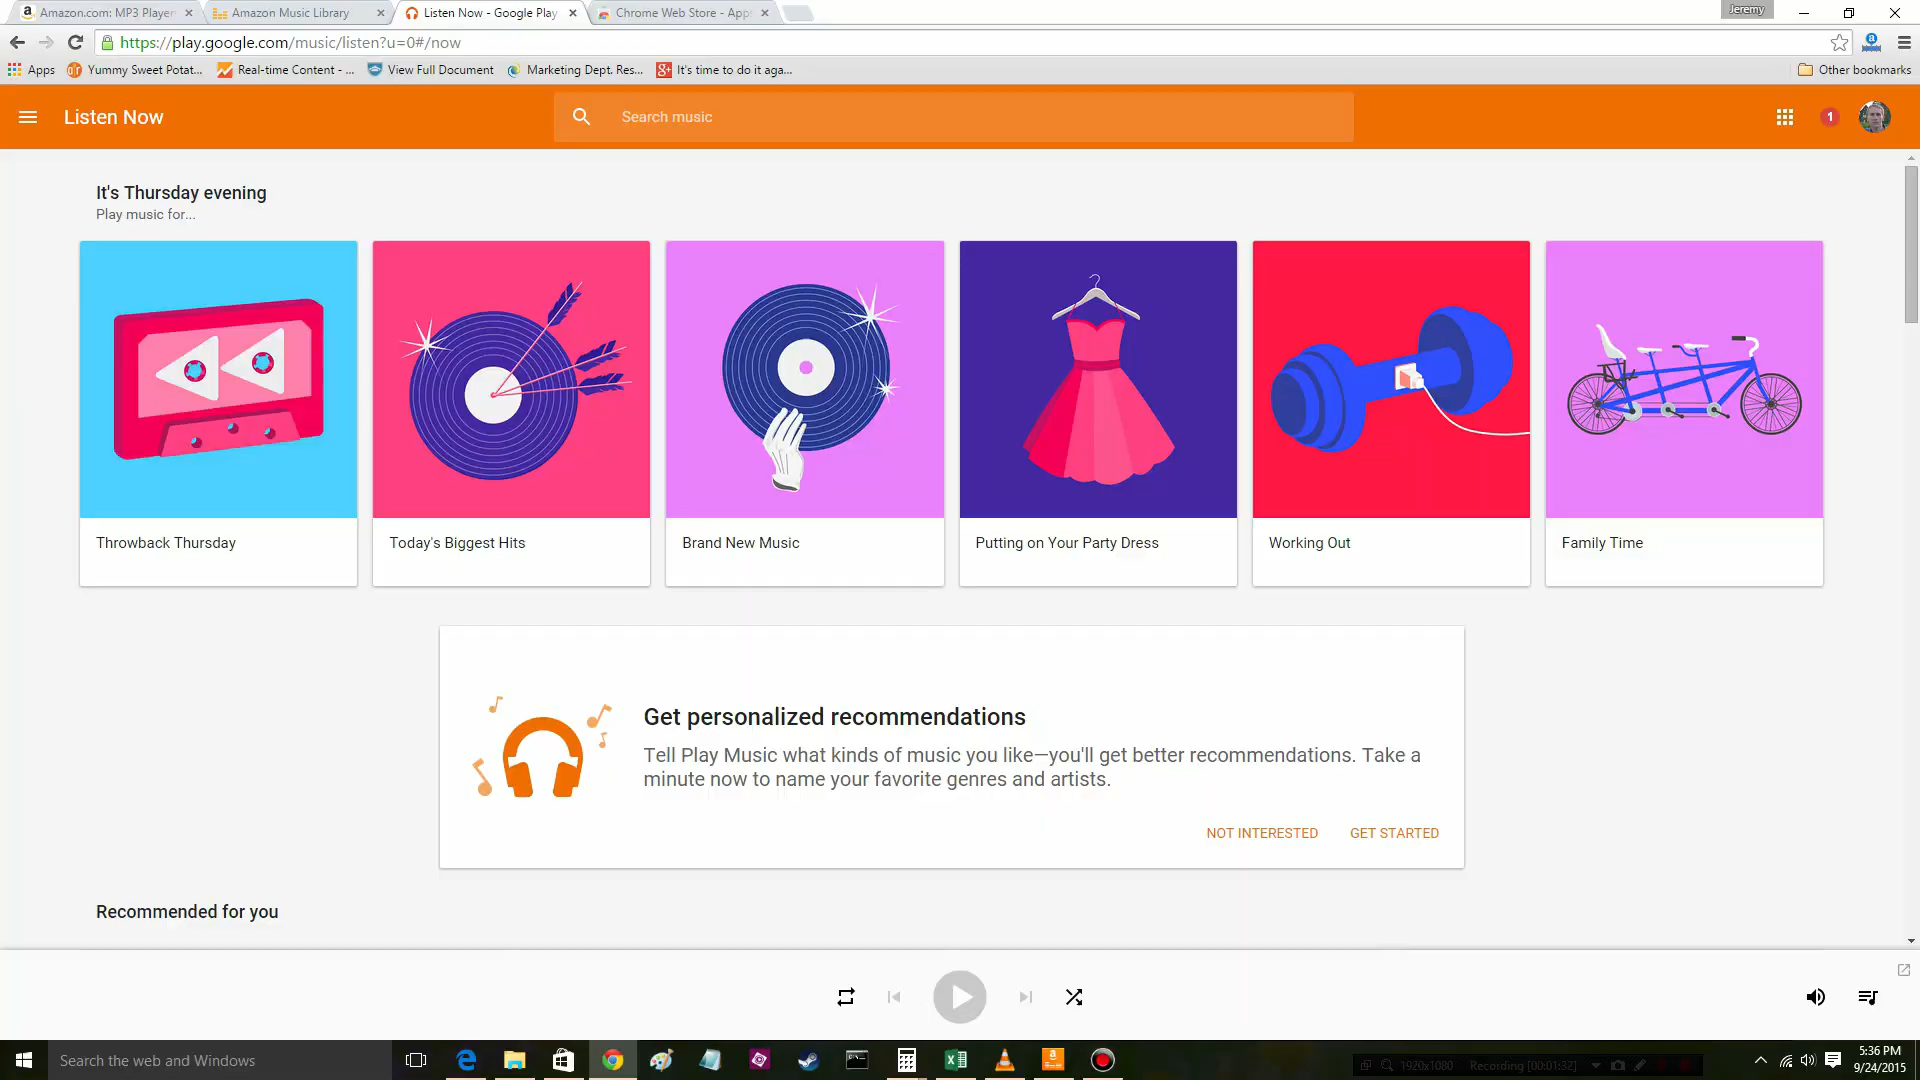 Amazon.com: MP3 Player
Amazon Music Library
Listen Now - Google Play
Chrome Web Store - Apps
Jeremy
https://play.google.com/music/listen?u=0#/now
Apps
Yummy Sweet Potat...
Real-time Content - ...
View Full Document
Marketing Dept. Res...
It's time to do it aga...
Other bookmarks
Listen Now
Search music
1
It's Thursday evening
Play music for...
Throwback Thursday
Today's Biggest Hits
Brand New Music
Putting on Your Party Dress
Working Out
Family Time
Get personalized recommendations
Tell Play Music what kinds of music you like—you'll get better recommendations. Take a
minute now to name your favorite genres and artists.
NOT INTERESTED
GET STARTED
Recommended for you
Search the web and Windows
1920x1080
Recording [00:01:32]
5:36 PM
9/24/2015